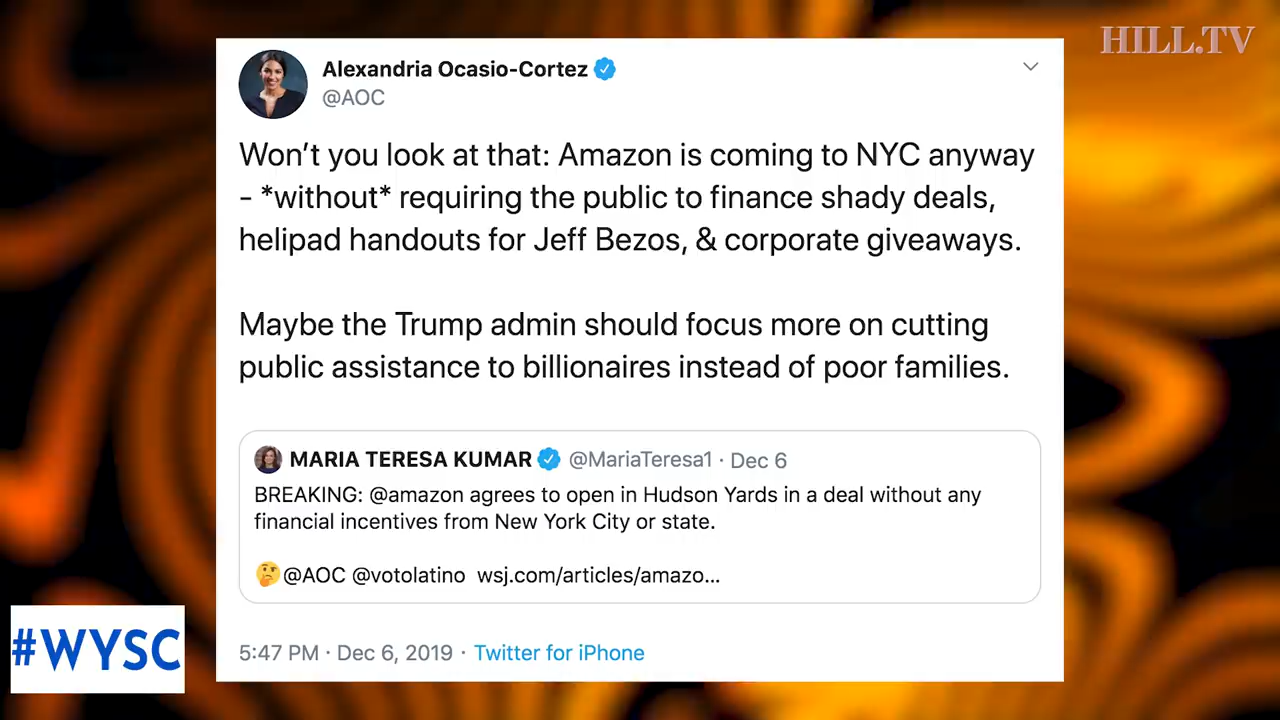 HILL.TV
Alexandria Ocasio-Cortez
@AOC
Won’t you look at that: Amazon is coming to NYC anyway
- *without* requiring the public to finance shady deals,
helipad handouts for Jeff Bezos, & corporate giveaways.
Maybe the Trump admin should focus more on cutting
public assistance to billionaires instead of poor families.
MARIA TERESA KUMAR @MariaTeresa1 · Dec 6
BREAKING: @amazon agrees to open in Hudson Yards in a deal without any
financial incentives from New York City or state.
🤔@AOC @votolatino wsj.com/articles/amazo...
5:47 PM · Dec 6, 2019 · Twitter for iPhone
#WYSC